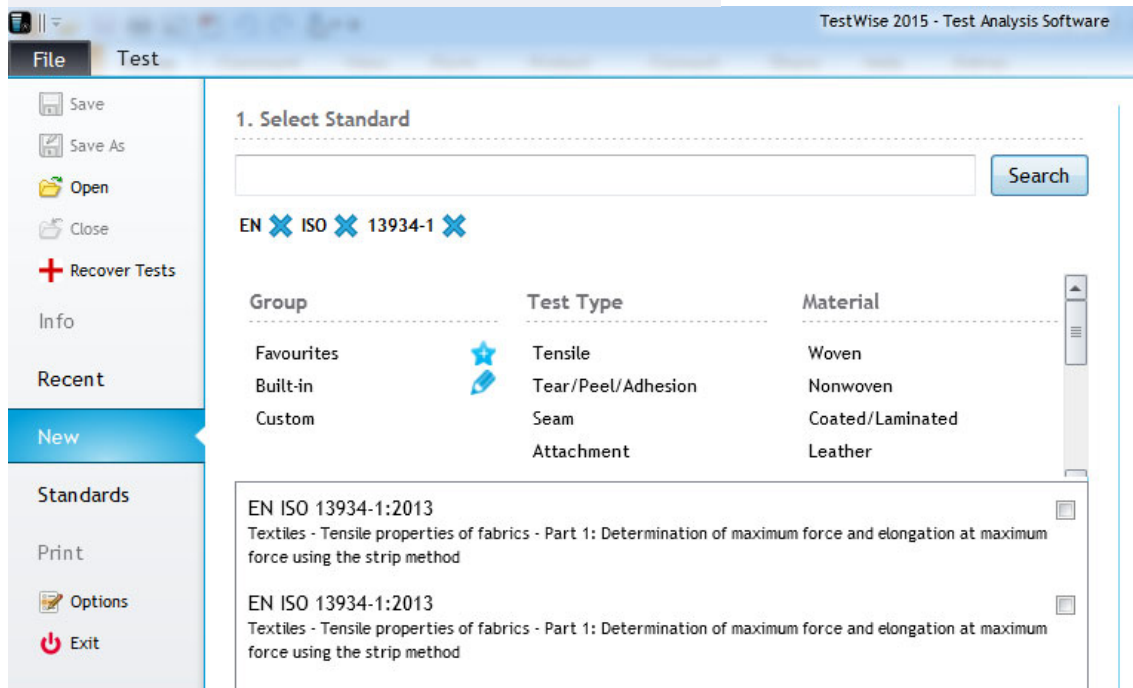 TestWise 2015 - Test Analysis Software
File Test
Save
Save As
Open
Close
Recover Tests
Info
Recent
New
Standards
Print
Options
Exit
1. Select Standard
Search
EN ISO 13934-1
Group Test Type Material
Favourites Tensile Woven
Built-in Tear/Peel/Adhesion Nonwoven
Custom Seam Coated/Laminated
Attachment Leather
EN ISO 13934-1:2013
Textiles - Tensile properties of fabrics - Part 1: Determination of maximum force and elongation at maximum
force using the strip method
EN ISO 13934-1:2013
Textiles - Tensile properties of fabrics - Part 1: Determination of maximum force and elongation at maximum
force using the strip method